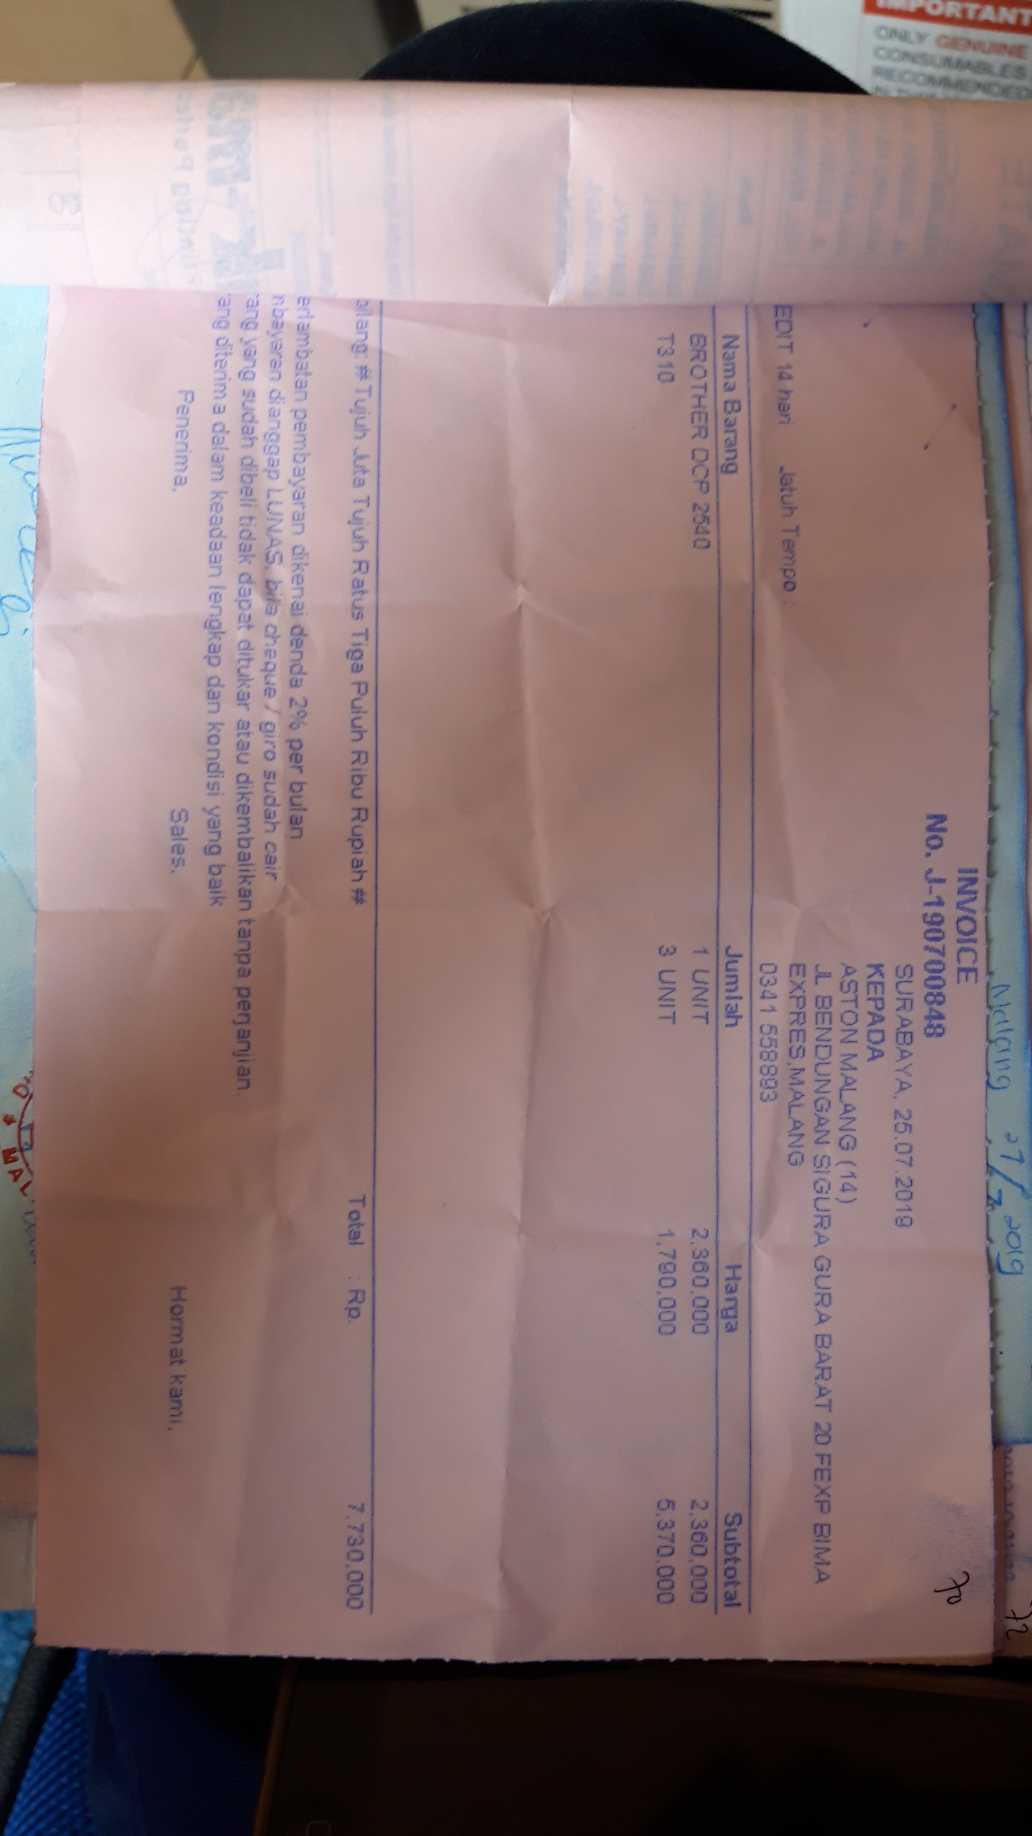 INVOICE
No. J-190700848
SURABAYA, 25.07.2019
KEPADA
ASTON MALANG (14)
JL BENDUNGAN SIGURA GURA BARAT 20 FEXP BIMA
EXPRES,MALANG
0341 558893
EDIT 14 hari Jatuh Tempo :
Nama Barang Jumlah Harga Subtotal
BROTHER DCP 2540 1 UNIT 2,360,000 2,360,000
T310 3 UNIT 1,790,000 5,370,000
bilang: # Tujuh Juta Tujuh Ratus Tiga Puluh Ribu Rupiah # Total : Rp. 7,730,000
erlambatan pembayaran dikenai denda 2% per bulan
nbayaran dianggap LUNAS, bila cheque / giro sudah cair
rang yang sudah dibeli tidak dapat ditukar atau dikembalikan tanpa perjanjian.
ang diterima dalam keadaan lengkap dan kondisi yang baik
Penerima, Sales, Hormat kami,
Malang 27/7 2019
70
72
IMPORTANT
ONLY GENUINE
CONSUMABLES
RECOMMENDED
MAL